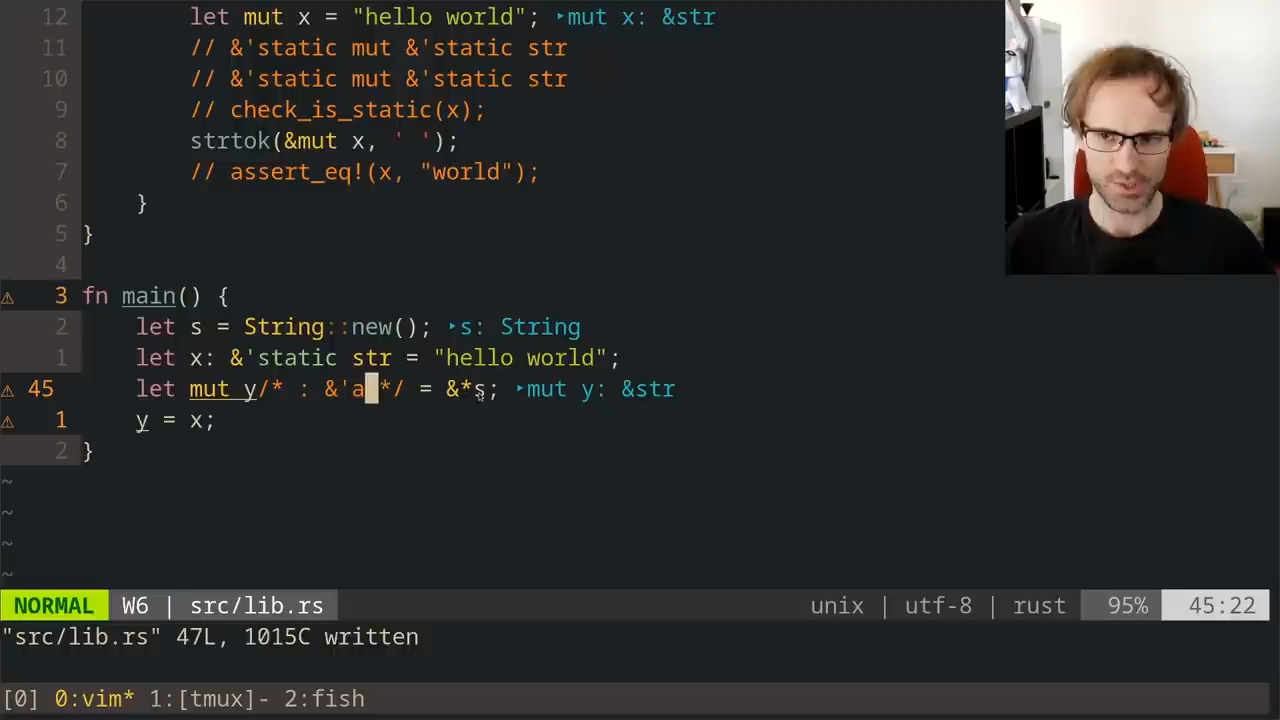 12 let mut x = "hello world"; ‣mut x: &str
11 // &'static mut &'static str
10 // &'static mut &'static str
9 // check_is_static(x);
8 strtok(&mut x, ' ');
7 // assert_eq!(x, "world");
6 }
5 }
4
⚠ 3 fn main() {
2 let s = String::new(); ‣s: String
1 let x: &'static str = "hello world";
⚠ 45 let mut y/* : &'a */ = &*s; ‣mut y: &str
⚠ 1 y = x;
2 }
~
~
~
~
NORMAL W6 | src/lib.rs unix | utf-8 | rust 95% 45:22
"src/lib.rs" 47L, 1015C written
[0] 0:vim* 1:[tmux]- 2:fish